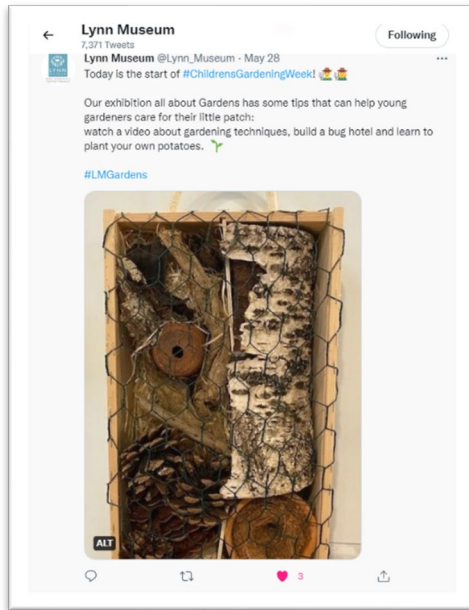 Lynn Museum
7,371 Tweets
Following
Lynn Museum @Lynn_Museum · May 28
Today is the start of #ChildrensGardeningWeek!
Our exhibition all about Gardens has some tips that can help young
gardeners care for their little patch:
watch a video about gardening techniques, build a bug hotel and learn to
plant your own potatoes.
#LMGardens
ALT
3